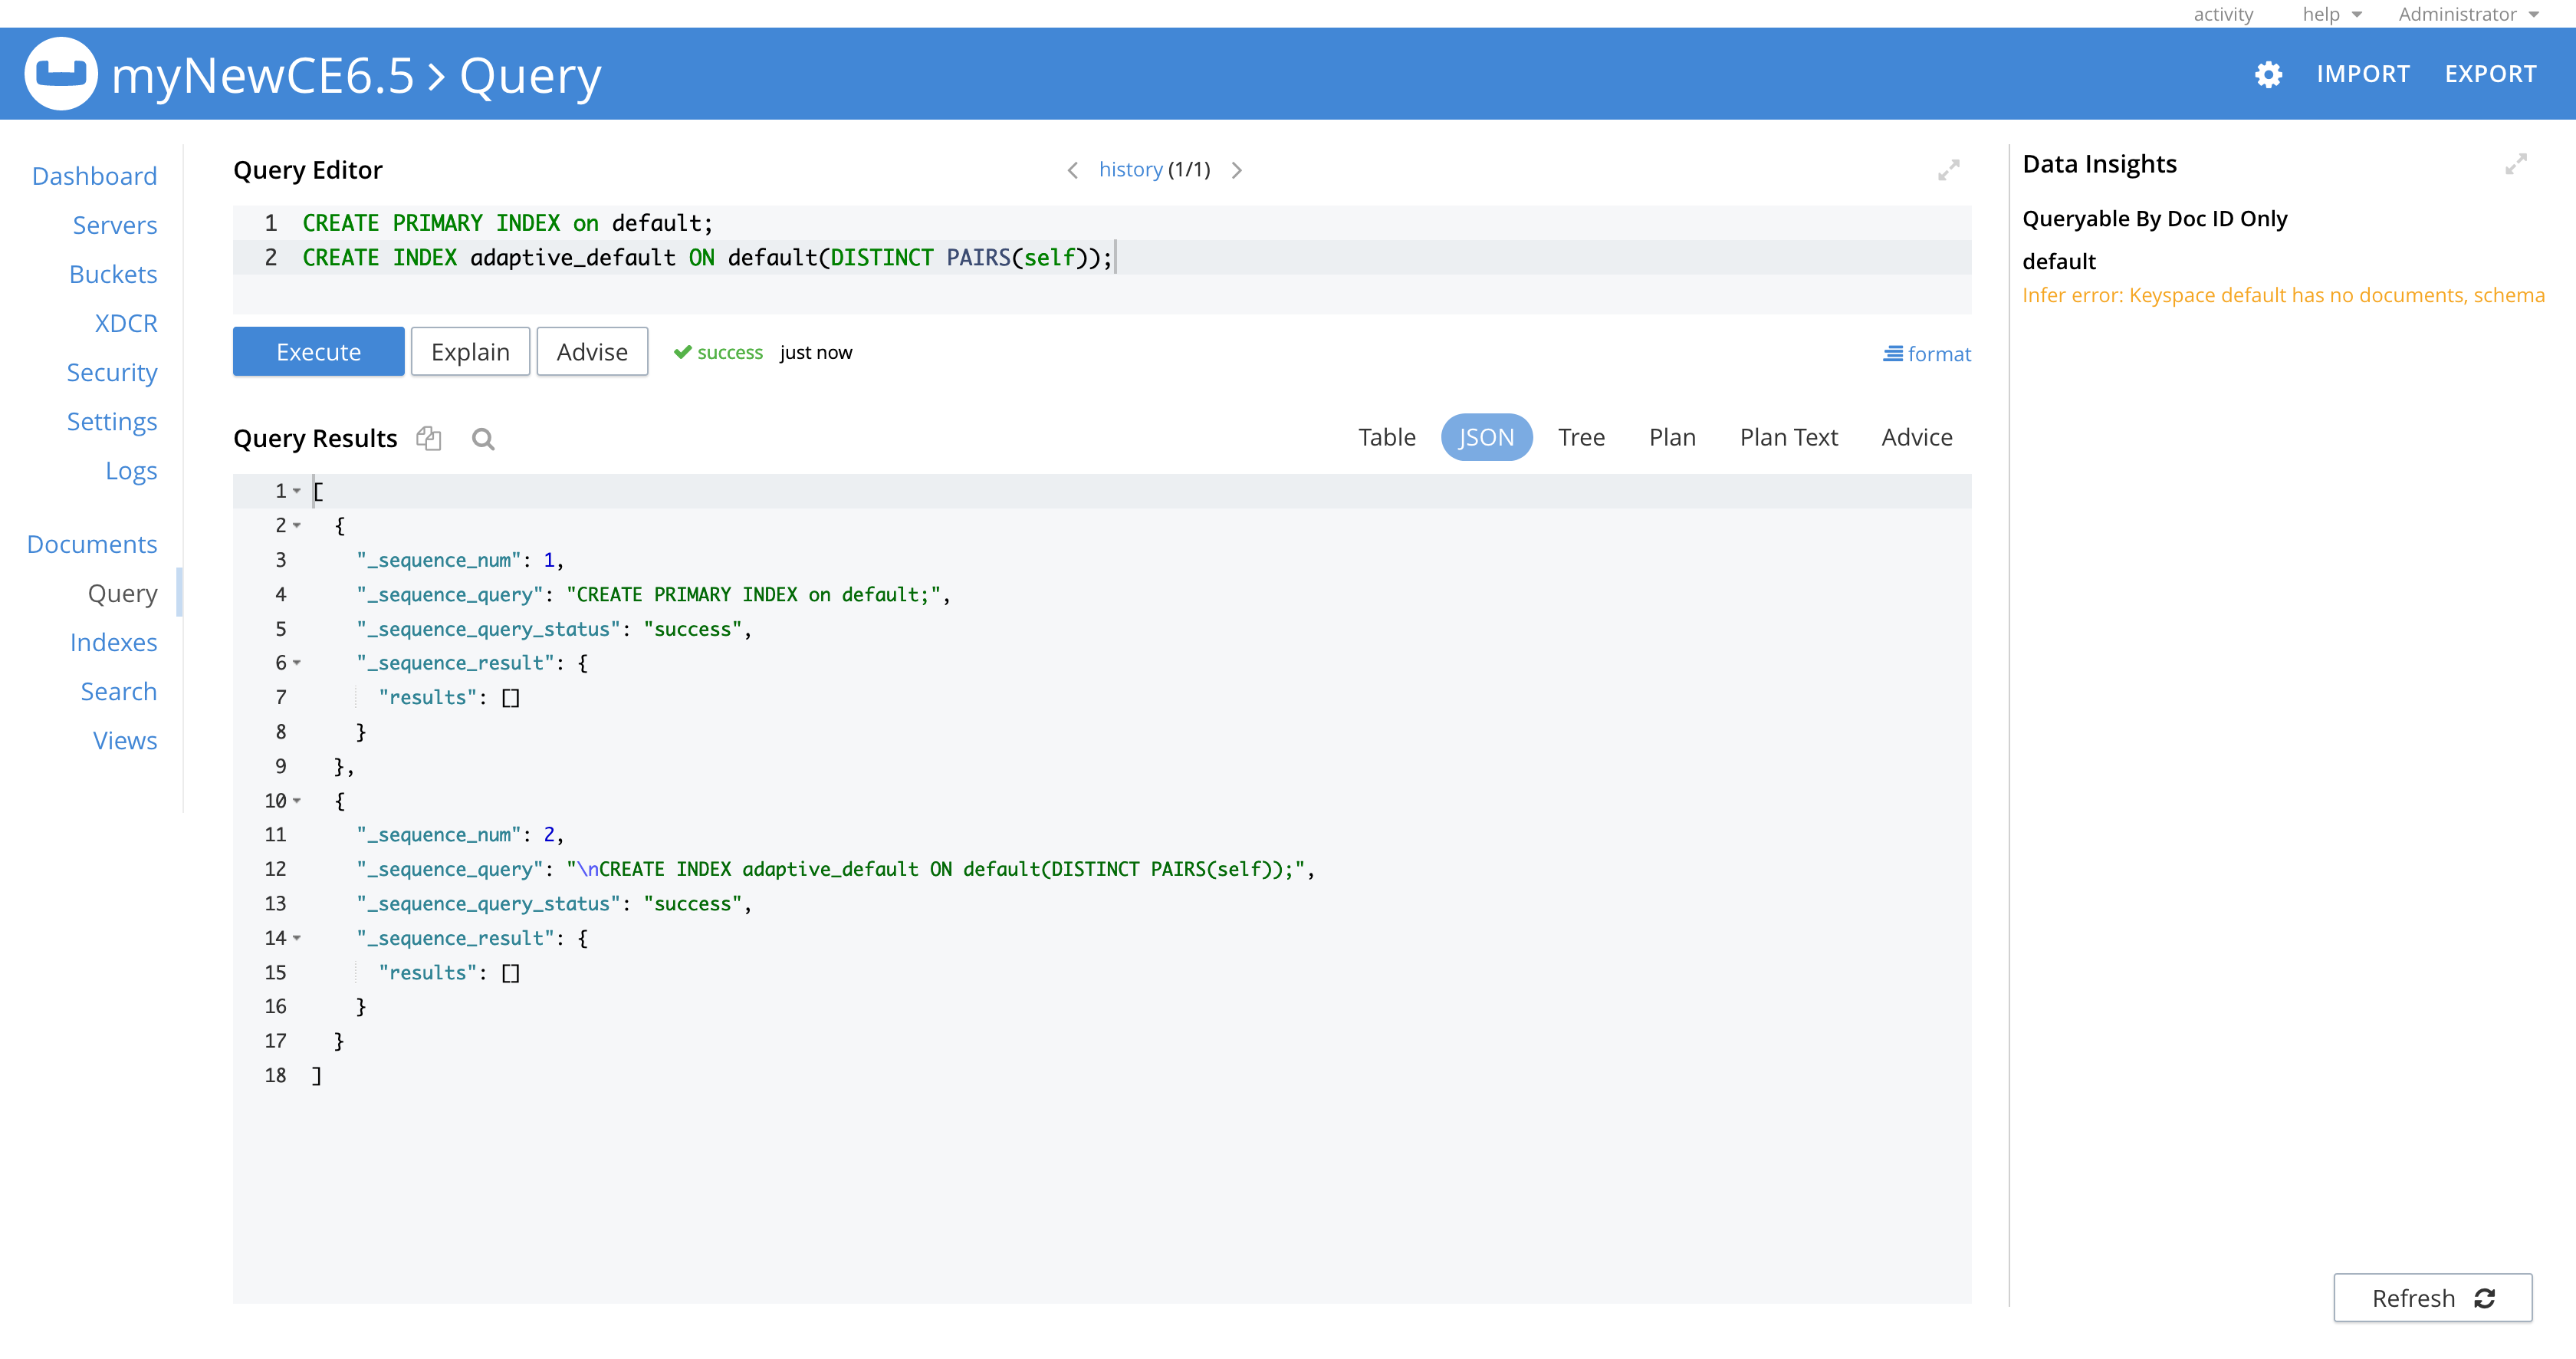 activity help Administrator
myNewCE6.5 > Query
IMPORT EXPORT
Dashboard
Servers
Buckets
XDCR
Security
Settings
Logs
Documents
Query
Indexes
Search
Views
Query Editor
history (1/1)
1 CREATE PRIMARY INDEX on default;
2 CREATE INDEX adaptive_default ON default(DISTINCT PAIRS(self));
Execute Explain Advise success just now format
Query Results
Table JSON Tree Plan Plan Text Advice
1 [
2 {
3 "_sequence_num": 1,
4 "_sequence_query": "CREATE PRIMARY INDEX on default;",
5 "_sequence_query_status": "success",
6 "_sequence_result": {
7 "results": []
8 }
9 },
10 {
11 "_sequence_num": 2,
12 "_sequence_query": "\nCREATE INDEX adaptive_default ON default(DISTINCT PAIRS(self));",
13 "_sequence_query_status": "success",
14 "_sequence_result": {
15 "results": []
16 }
17 }
18 ]
Data Insights
Queryable By Doc ID Only
default
Infer error: Keyspace default has no documents, schema
Refresh